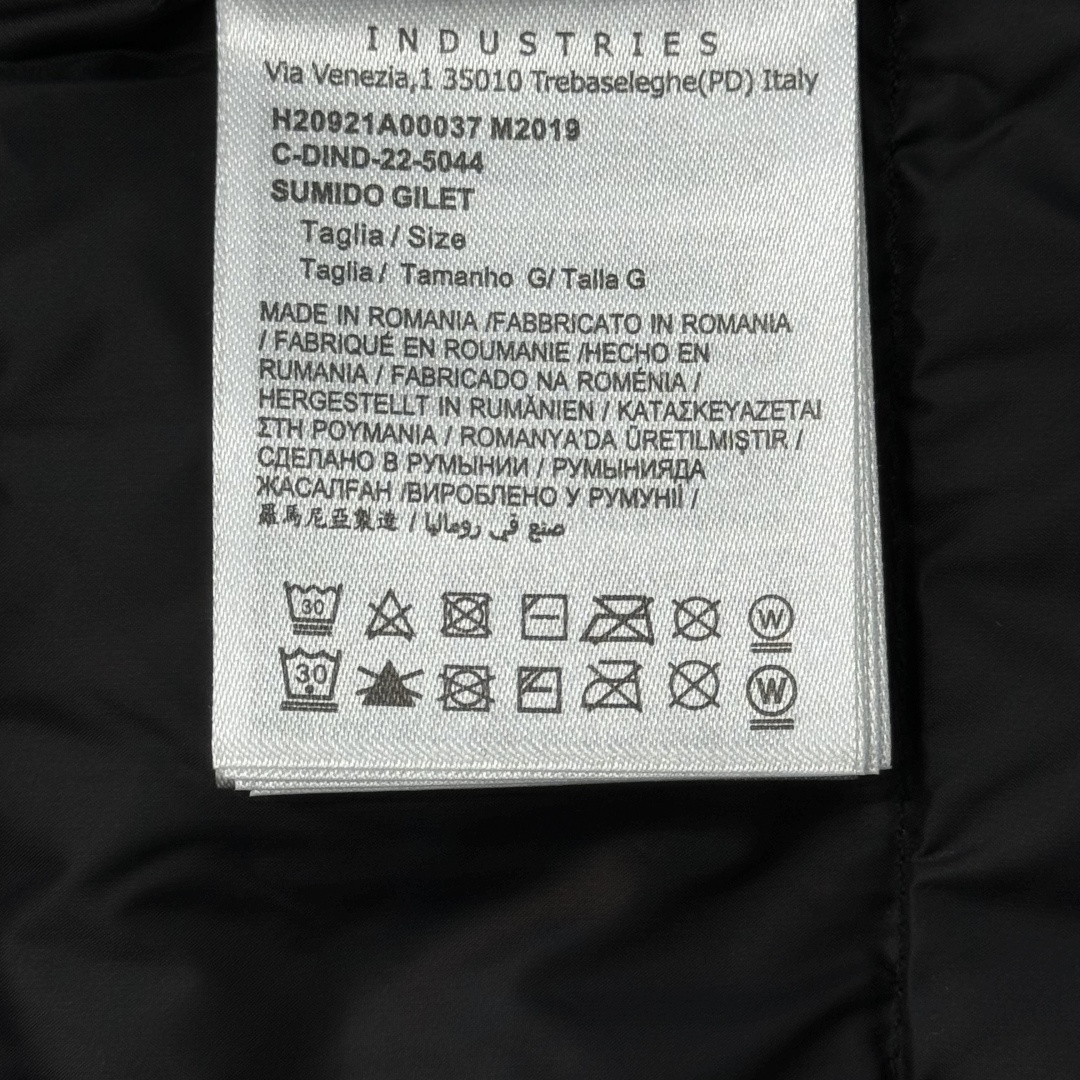 INDUSTRIES
Via Venezia,1 35010 Trebaseleghe(PD) Italy
H20921A00037 M2019
C-DIND-22-5044
SUMIDO GILET
Taglia / Size
Taglia / Tamanho G/ Talla G
MADE IN ROMANIA /FABBRICATO IN ROMANIA
/ FABRIQUÉ EN ROUMANIE /HECHO EN
RUMANIA / FABRICADO NA ROMÉNIA /
HERGESTELLT IN RUMÄNIEN / ΚΑΤΑΣΚΕΥΑΖΕΤΑΙ
ΣΤΗ ΡΟΥΜΑΝΙΑ / ROMANYA'DA ÜRETILMIŞTIR /
СДЕЛАНО В РУМЫНИИ / РУМЫНИЯДА
ЖАСАЛҒАН /ВИРОБЛЕНО У РУМУНІЇ /
羅馬尼亞製造 / صنع في رومانيا
30 W
30 W